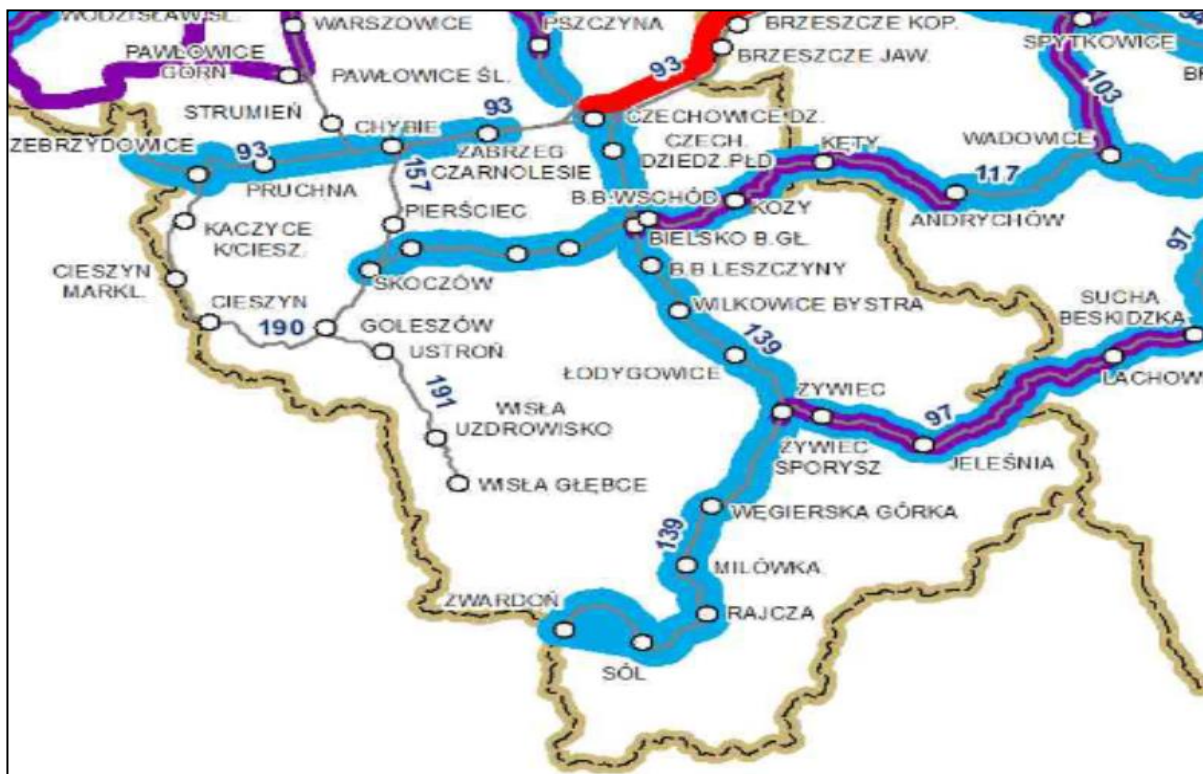 WODZISŁAW ŚL.
WARSZOWICE
PSZCZYNA
BRZESZCZE KOP.
SPYTKOWICE
PAWŁOWICE
GÓRN
PAWŁOWICE ŚL.
93
BRZESZCZE JAW.
STRUMIEŃ
93
CZECHOWICE DZ.
103
ZEBRZYDOWICE
CHYBIE
CZECH.
DZIEDZ.PŁD
KĘTY
WADOWICE
93
ZABRZEG
CZARNOLESIE
PRUCHNA
157
117
B.B.WSCHÓD
KOZY
ANDRYCHÓW
PIERŚCIEC
KACZYCE
K/CIESZ.
BIELSKO B.GŁ.
97
CIESZYN
MARKL.
SKOCZÓW
B.B.LESZCZYNY
CIESZYN
190
GOLESZÓW
WILKOWICE BYSTRA
SUCHA
BESKIDZKA
USTROŃ
139
ŁODYGOWICE
LACHOW
191
ŻYWIEC
WISŁA
UZDROWISKO
97
ŻYWIEC
SPORYSZ
JELEŚNIA
WISŁA GŁĘBCE
WĘGIERSKA GÓRKA
139
MILÓWKA
ZWARDOŃ
RAJCZA
SÓL